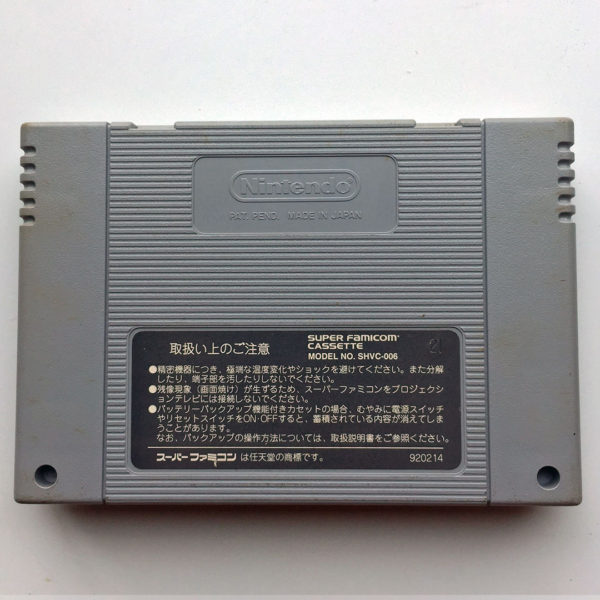 Nintendo
PAT. PEND. MADE IN JAPAN
取扱い上のご注意
SUPER FAMICOM
CASSETTE
MODEL NO. SHVC-006
●精密機器につき、極端な温度変化やショックを避けてください。また分解
したり、端子部を汚したりしないでください。
●残像現象（画面焼け）が生ずるため、スーパーファミコンをプロジェクシ
ョンテレビには接続しないでください。
●バッテリーバックアップ機能付きカセットの場合、むやみに電源スイッチ
やリセットスイッチをON・OFFすると、蓄積されている内容が消えてしま
うことがあります。
なお、バックアップの操作方法については、取扱説明書をご参照ください。
スーパーファミコン は任天堂の商標です。
920214